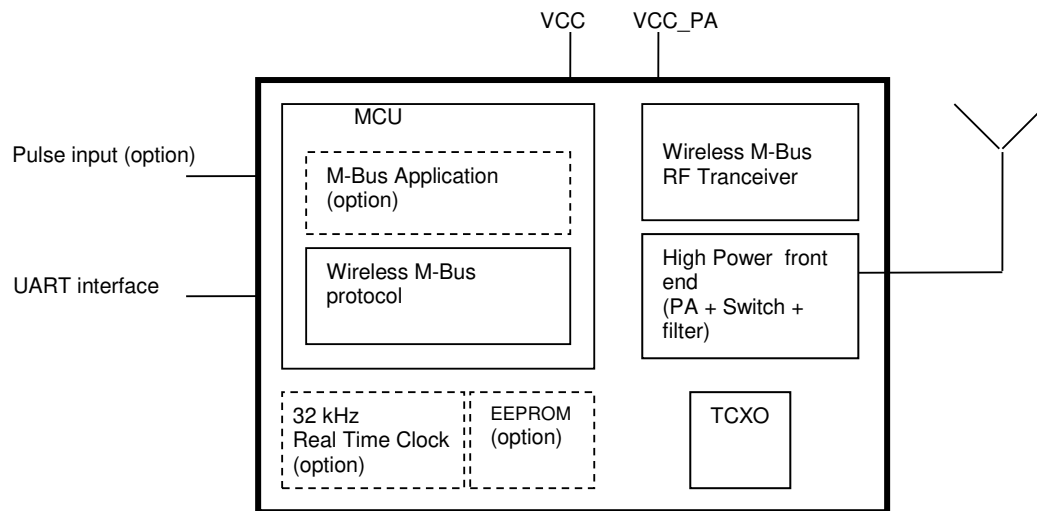 VCC VCC_PA
MCU
Pulse input (option)
M-Bus Application
(option)
Wireless M-Bus
RF Tranceiver
UART interface
Wireless M-Bus
protocol
High Power front
end
(PA + Switch +
filter)
32 kHz
Real Time Clock
(option)
EEPROM
(option)
TCXO